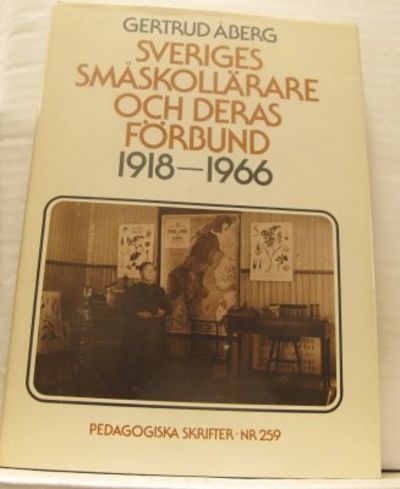 GERTRUD ÅBERG
SVERIGES
SMÅSKOLLÄRARE
OCH DERAS
FÖRBUND
1918–1966
PEDAGOGISKA SKRIFTER · NR 259